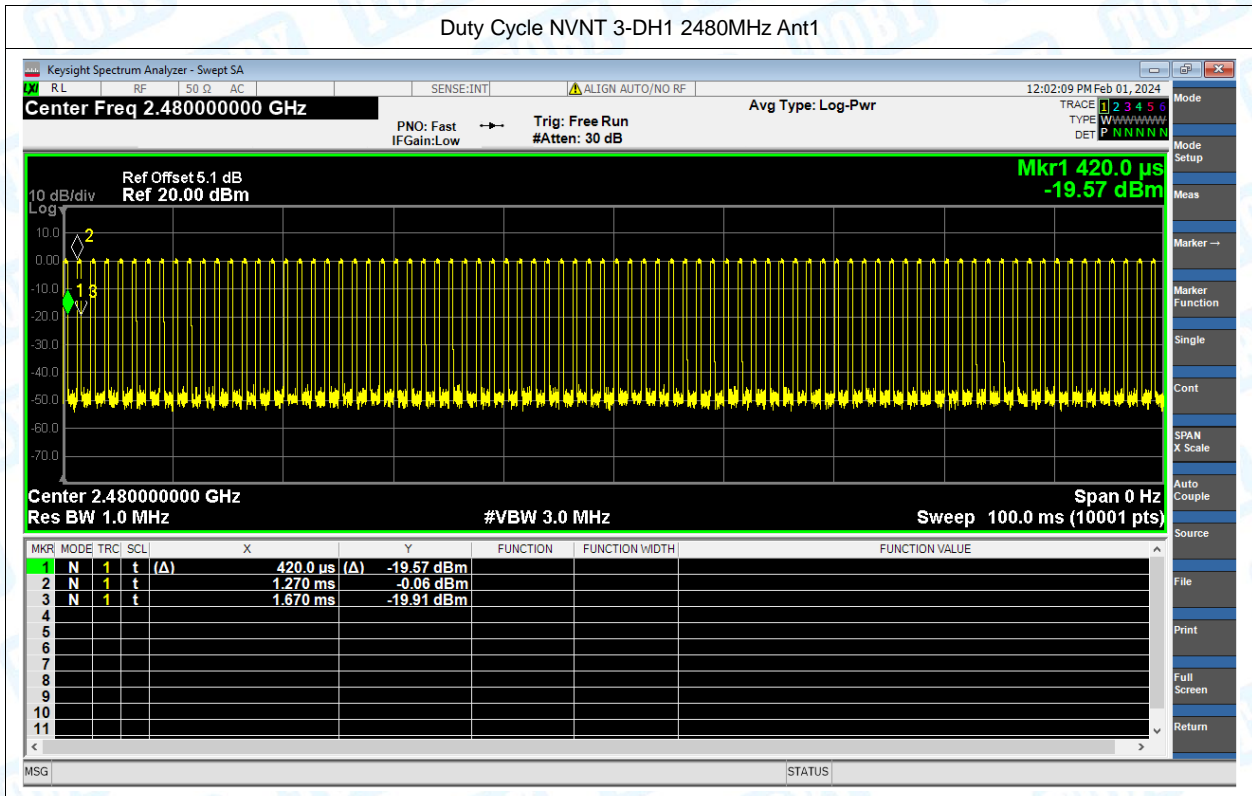 Duty Cycle NVNT 3-DH1 2480MHz Ant1
Keysight Spectrum Analyzer - Swept SA
LXI RL RF 50 Ω AC SENSE:INT ALIGN AUTO/NO RF 12:02:09 PM Feb 01, 2024
Center Freq 2.480000000 GHz
PNO: Fast
IFGain:Low
Trig: Free Run
#Atten: 30 dB
Avg Type: Log-Pwr
TRACE 1 2 3 4 5 6
TYPE WWWWWWW
DET P N N N N N
Mkr1 420.0 µs
-19.57 dBm
Ref Offset 5.1 dB
10 dB/div Ref 20.00 dBm
Log
10.0
0.00
-10.0
-20.0
-30.0
-40.0
-50.0
-60.0
-70.0
2
1
3
Center 2.480000000 GHz
Span 0 Hz
Res BW 1.0 MHz
#VBW 3.0 MHz
Sweep 100.0 ms (10001 pts)
MKR MODE TRC SCL X Y FUNCTION FUNCTION WIDTH FUNCTION VALUE
1 N 1 t (Δ) 420.0 µs (Δ) -19.57 dBm
2 N 1 t 1.270 ms -0.06 dBm
3 N 1 t 1.670 ms -19.91 dBm
4
5
6
7
8
9
10
11
MSG STATUS
Mode
Mode
Setup
Meas
Marker →
Marker
Function
Single
Cont
SPAN
X Scale
Auto
Couple
Source
File
Print
Full
Screen
Return
TOBY
TOBY